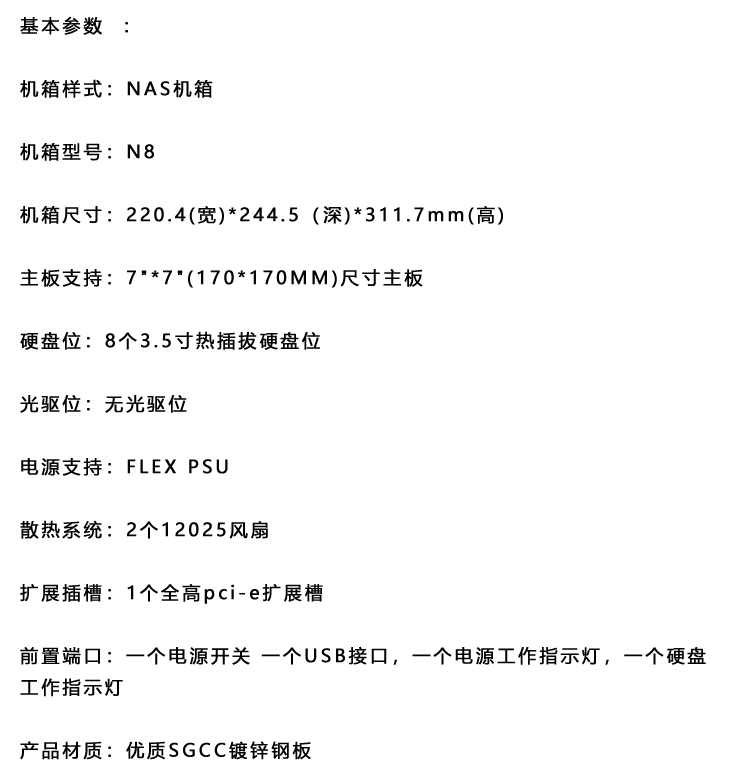 基本参数 :
机箱样式: NAS机箱
机箱型号: N8
机箱尺寸: 220.4(宽)*244.5 (深)*311.7mm(高)
主板支持: 7"*7"(170*170MM)尺寸主板
硬盘位: 8个3.5寸热插拔硬盘位
光驱位: 无光驱位
电源支持: FLEX PSU
散热系统: 2个12025风扇
扩展插槽: 1个全高pci-e扩展槽
前置端口: 一个电源开关 一个USB接口，一个电源工作指示灯，一个硬盘
工作指示灯
产品材质: 优质SGCC镀锌钢板